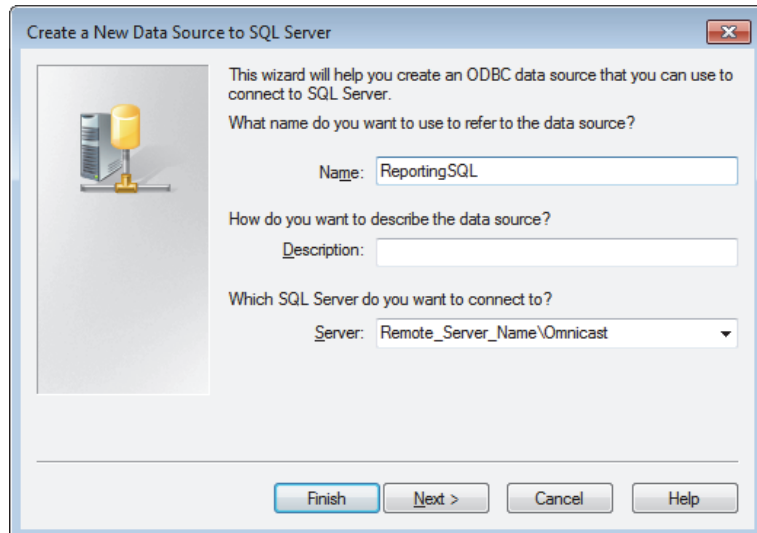 Create a New Data Source to SQL Server
This wizard will help you create an ODBC data source that you can use to
connect to SQL Server.
What name do you want to use to refer to the data source?
Name: ReportingSQL
How do you want to describe the data source?
Description:
Which SQL Server do you want to connect to?
Server: Remote_Server_Name\Omnicast
Finish Next > Cancel Help